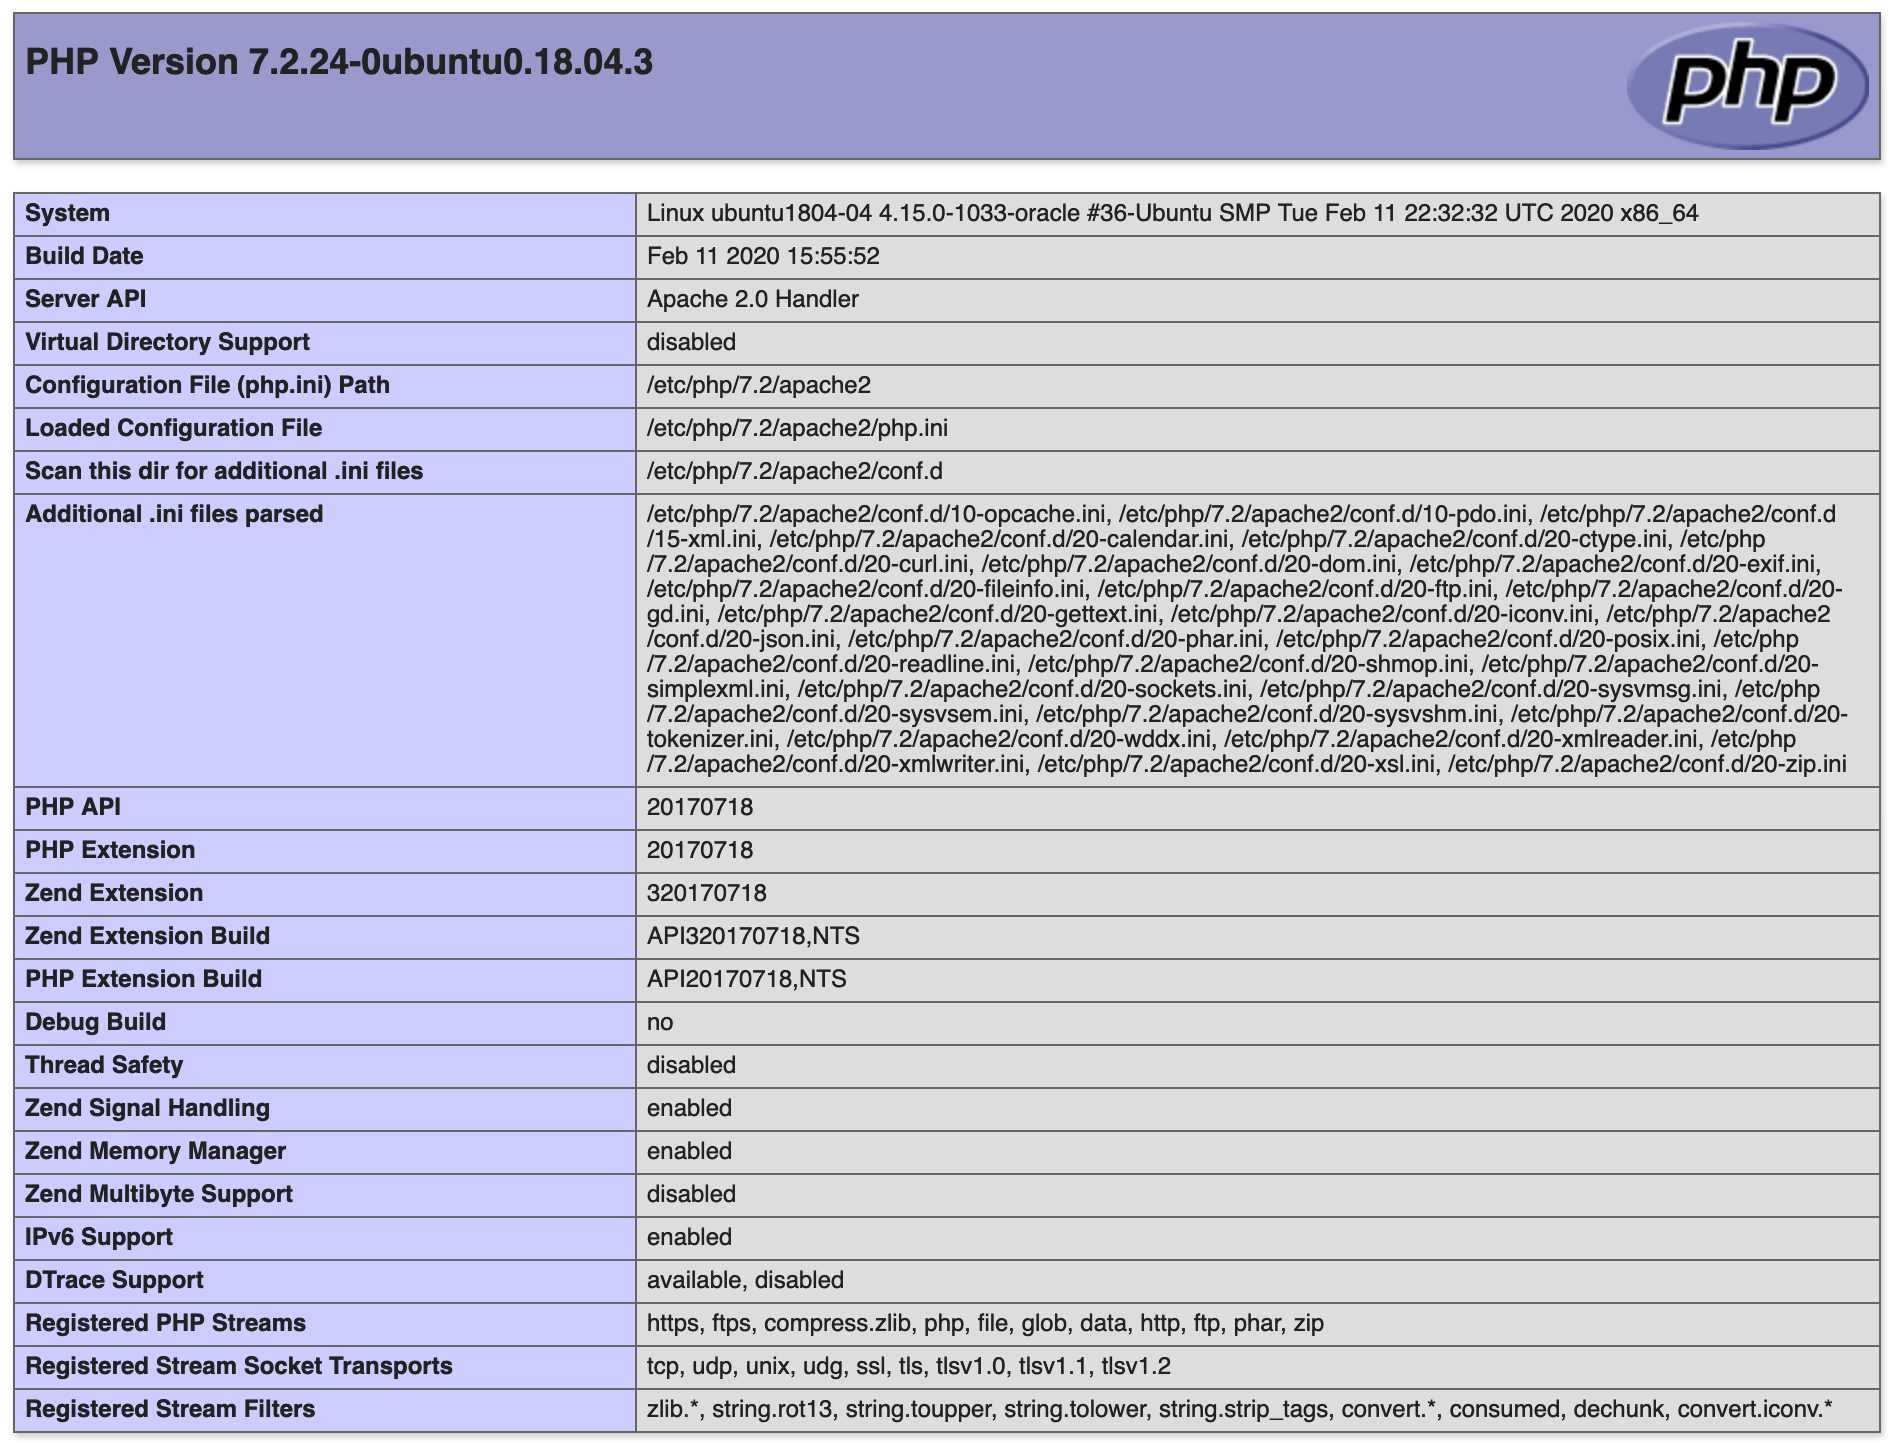 PHP Version 7.2.24-0ubuntu0.18.04.3
php
System Linux ubuntu1804-04 4.15.0-1033-oracle #36-Ubuntu SMP Tue Feb 11 22:32:32 UTC 2020 x86_64
Build Date Feb 11 2020 15:55:52
Server API Apache 2.0 Handler
Virtual Directory Support disabled
Configuration File (php.ini) Path /etc/php/7.2/apache2
Loaded Configuration File /etc/php/7.2/apache2/php.ini
Scan this dir for additional .ini files /etc/php/7.2/apache2/conf.d
Additional .ini files parsed /etc/php/7.2/apache2/conf.d/10-opcache.ini, /etc/php/7.2/apache2/conf.d/10-pdo.ini, /etc/php/7.2/apache2/conf.d
/15-xml.ini, /etc/php/7.2/apache2/conf.d/20-calendar.ini, /etc/php/7.2/apache2/conf.d/20-ctype.ini, /etc/php
/7.2/apache2/conf.d/20-curl.ini, /etc/php/7.2/apache2/conf.d/20-dom.ini, /etc/php/7.2/apache2/conf.d/20-exif.ini,
/etc/php/7.2/apache2/conf.d/20-fileinfo.ini, /etc/php/7.2/apache2/conf.d/20-ftp.ini, /etc/php/7.2/apache2/conf.d/20-
gd.ini, /etc/php/7.2/apache2/conf.d/20-gettext.ini, /etc/php/7.2/apache2/conf.d/20-iconv.ini, /etc/php/7.2/apache2
/conf.d/20-json.ini, /etc/php/7.2/apache2/conf.d/20-phar.ini, /etc/php/7.2/apache2/conf.d/20-posix.ini, /etc/php
/7.2/apache2/conf.d/20-readline.ini, /etc/php/7.2/apache2/conf.d/20-shmop.ini, /etc/php/7.2/apache2/conf.d/20-
simplexml.ini, /etc/php/7.2/apache2/conf.d/20-sockets.ini, /etc/php/7.2/apache2/conf.d/20-sysvmsg.ini, /etc/php
/7.2/apache2/conf.d/20-sysvsem.ini, /etc/php/7.2/apache2/conf.d/20-sysvshm.ini, /etc/php/7.2/apache2/conf.d/20-
tokenizer.ini, /etc/php/7.2/apache2/conf.d/20-wddx.ini, /etc/php/7.2/apache2/conf.d/20-xmlreader.ini, /etc/php
/7.2/apache2/conf.d/20-xmlwriter.ini, /etc/php/7.2/apache2/conf.d/20-xsl.ini, /etc/php/7.2/apache2/conf.d/20-zip.ini
PHP API 20170718
PHP Extension 20170718
Zend Extension 320170718
Zend Extension Build API320170718,NTS
PHP Extension Build API20170718,NTS
Debug Build no
Thread Safety disabled
Zend Signal Handling enabled
Zend Memory Manager enabled
Zend Multibyte Support disabled
IPv6 Support enabled
DTrace Support available, disabled
Registered PHP Streams https, ftps, compress.zlib, php, file, glob, data, http, ftp, phar, zip
Registered Stream Socket Transports tcp, udp, unix, udg, ssl, tls, tlsv1.0, tlsv1.1, tlsv1.2
Registered Stream Filters zlib.*, string.rot13, string.toupper, string.tolower, string.strip_tags, convert.*, consumed, dechunk, convert.iconv.*